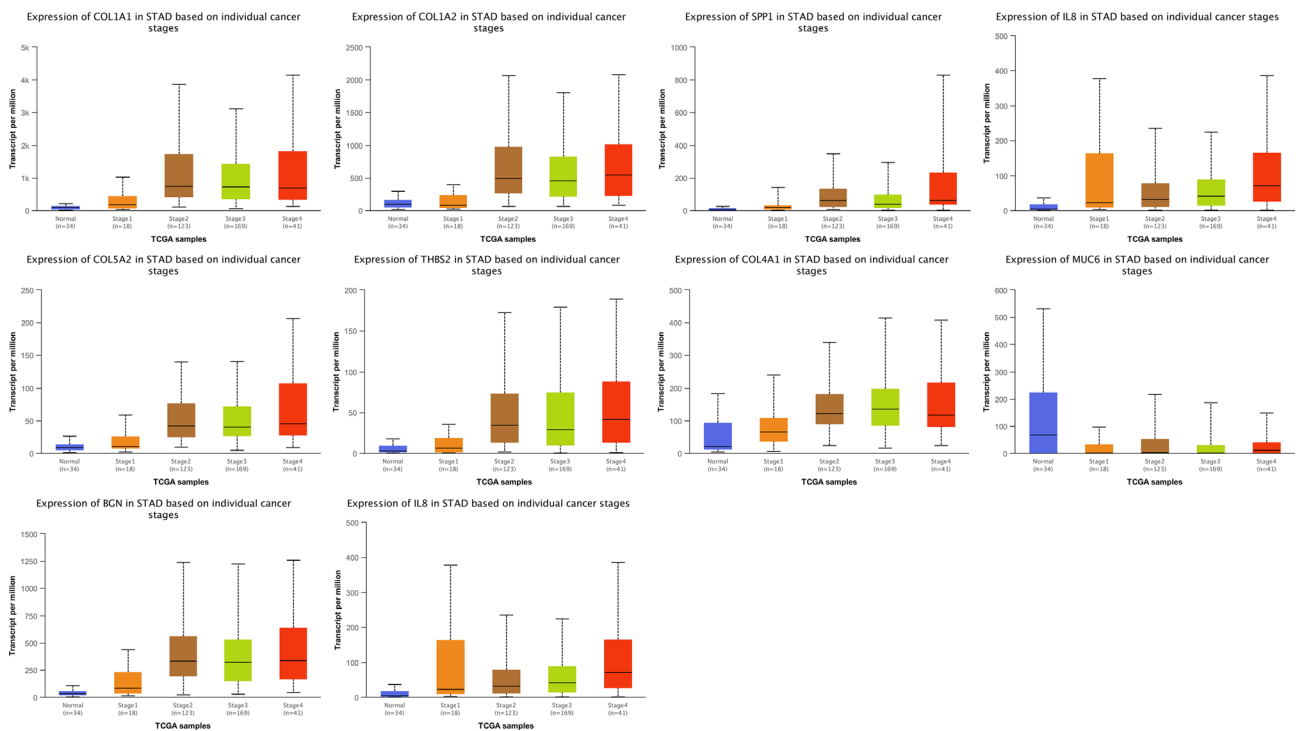 Expression of COL1A1 in STAD based on individual cancer
stages
5k
4k
3k
2k
1k
0
Transcript per million
Normal
(n=34)
Stage1
(n=18)
Stage2
(n=123)
Stage3
(n=169)
Stage4
(n=41)
TCGA samples
Expression of COL1A2 in STAD based on individual cancer
stages
2500
2000
1500
1000
500
0
Transcript per million
Normal
(n=34)
Stage1
(n=18)
Stage2
(n=123)
Stage3
(n=169)
Stage4
(n=41)
TCGA samples
Expression of SPP1 in STAD based on individual cancer
stages
1000
800
600
400
200
0
Transcript per million
Normal
(n=34)
Stage1
(n=18)
Stage2
(n=123)
Stage3
(n=169)
Stage4
(n=41)
TCGA samples
Expression of IL8 in STAD based on individual cancer stages
500
400
300
200
100
0
Transcript per million
Normal
(n=34)
Stage1
(n=18)
Stage2
(n=123)
Stage3
(n=169)
Stage4
(n=41)
TCGA samples
Expression of COL5A2 in STAD based on individual cancer
stages
250
200
150
100
50
0
Transcript per million
Normal
(n=34)
Stage1
(n=18)
Stage2
(n=123)
Stage3
(n=169)
Stage4
(n=41)
TCGA samples
Expression of THBS2 in STAD based on individual cancer
stages
200
150
100
50
0
Transcript per million
Normal
(n=34)
Stage1
(n=18)
Stage2
(n=123)
Stage3
(n=169)
Stage4
(n=41)
TCGA samples
Expression of COL4A1 in STAD based on individual cancer
stages
500
400
300
200
100
0
Transcript per million
Normal
(n=34)
Stage1
(n=18)
Stage2
(n=123)
Stage3
(n=169)
Stage4
(n=41)
TCGA samples
Expression of MUC6 in STAD based on individual cancer
stages
600
500
400
300
200
100
0
Transcript per million
Normal
(n=34)
Stage1
(n=18)
Stage2
(n=123)
Stage3
(n=169)
Stage4
(n=41)
TCGA samples
Expression of BGN in STAD based on individual cancer
stages
1500
1250
1000
750
500
250
0
Transcript per million
Normal
(n=34)
Stage1
(n=18)
Stage2
(n=123)
Stage3
(n=169)
Stage4
(n=41)
TCGA samples
Expression of IL8 in STAD based on individual cancer stages
500
400
300
200
100
0
Transcript per million
Normal
(n=34)
Stage1
(n=18)
Stage2
(n=123)
Stage3
(n=169)
Stage4
(n=41)
TCGA samples